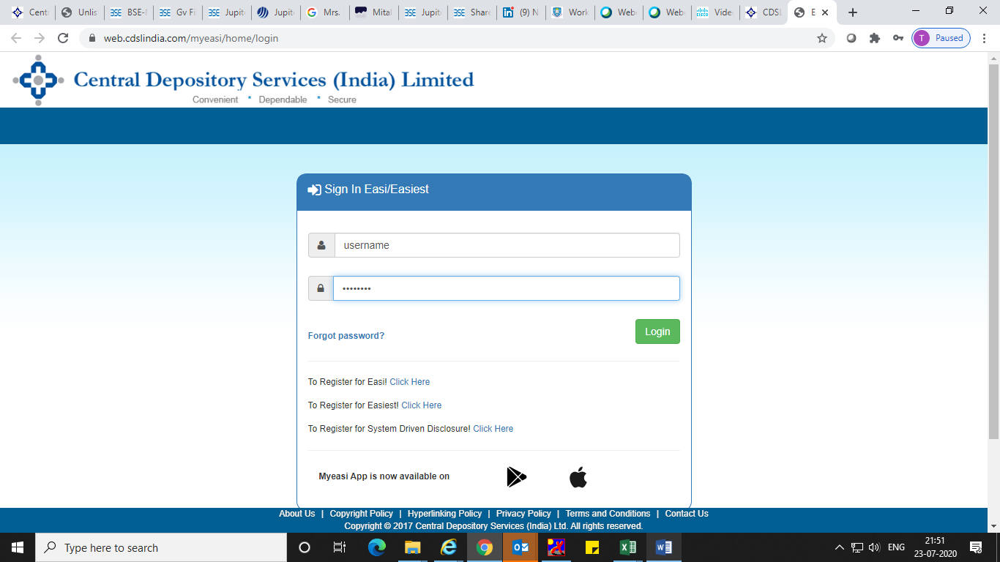 Centr Unlis BSE-I Gv Fi Jupit Jupit Mrs. Mital Jupit Share (9) N Work Web Web Vide CDSL E
web.cdslindia.com/myeasi/home/login T Paused
Central Depository Services (India) Limited
Convenient * Dependable * Secure
Sign In Easi/Easiest
username
••••••••
Forgot password? Login
To Register for Easi! Click Here
To Register for Easiest! Click Here
To Register for System Driven Disclosure! Click Here
Myeasi App is now available on
About Us | Copyright Policy | Hyperlinking Policy | Privacy Policy | Terms and Conditions | Contact Us
Copyright © 2017 Central Depository Services (India) Ltd. All rights reserved.
Type here to search ENG 21:51
23-07-2020